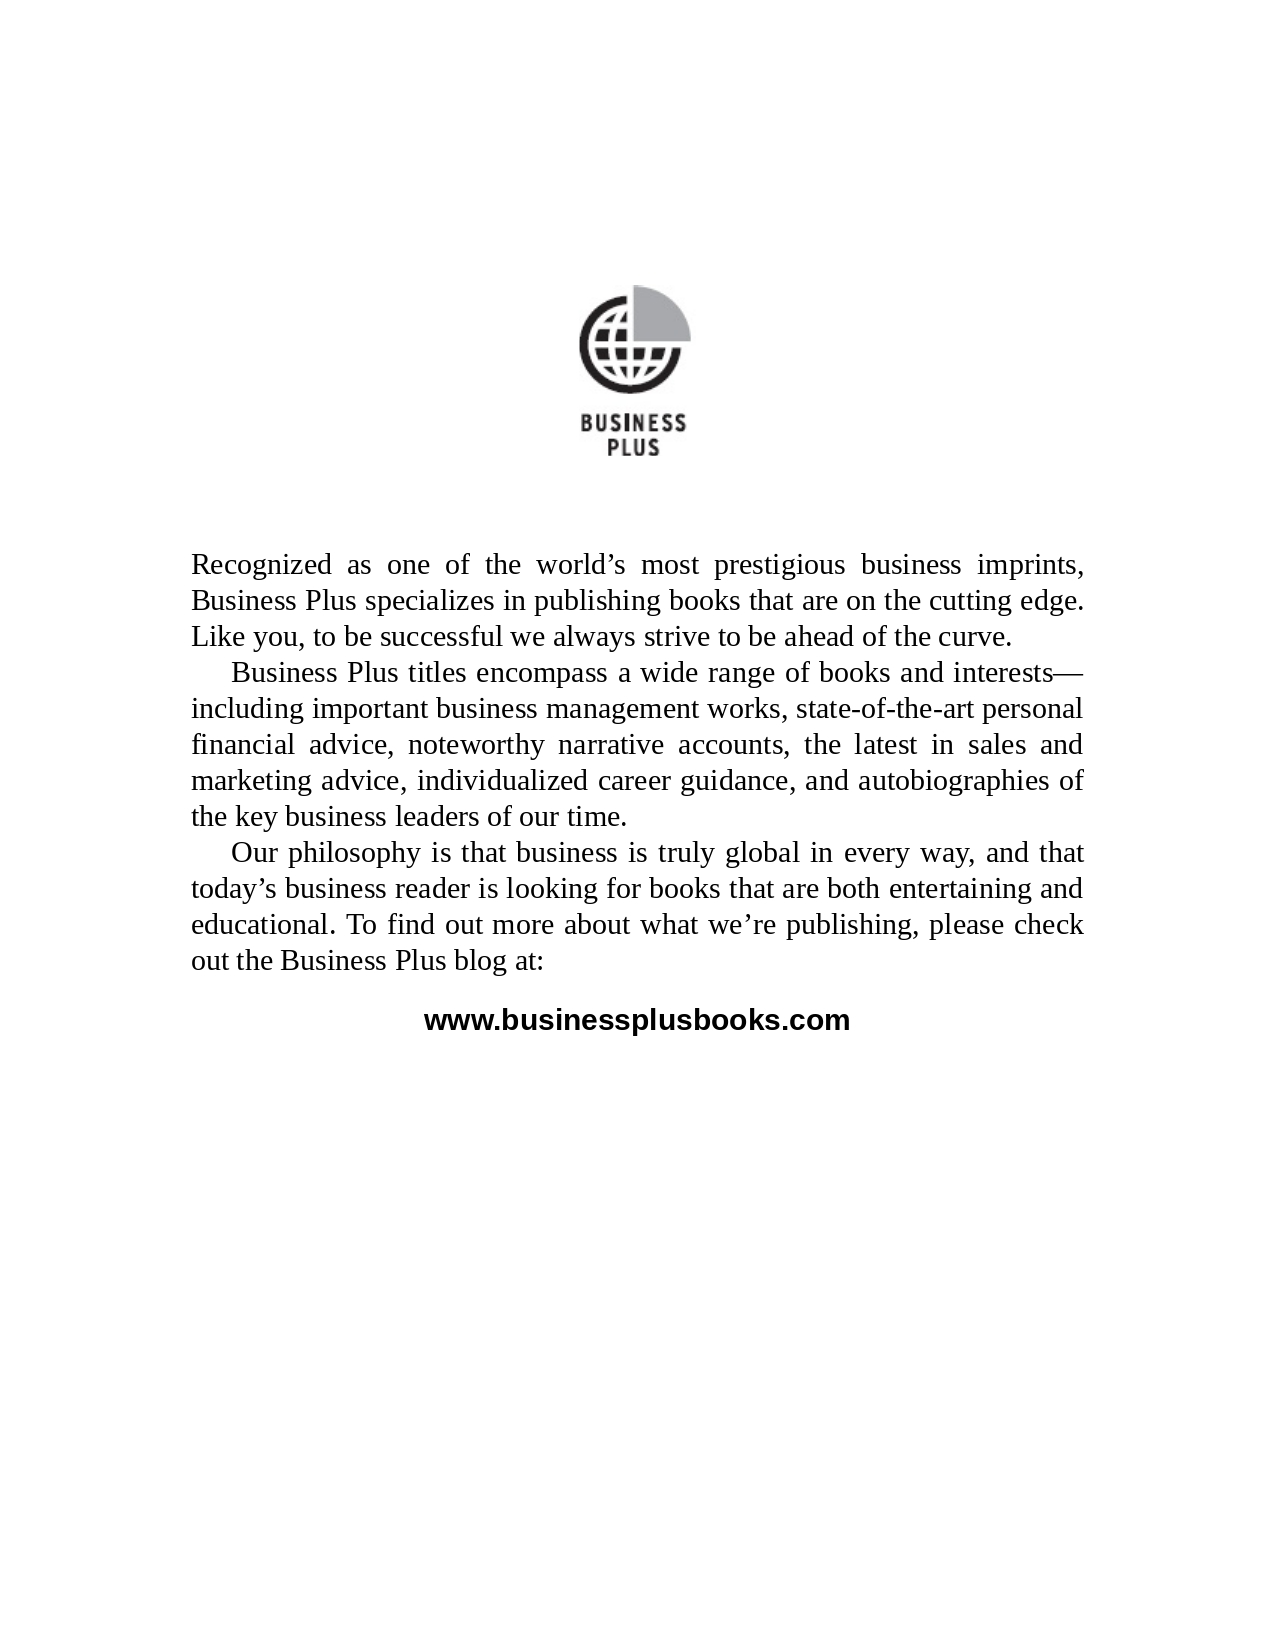 BUSINESS
PLUS
Recognized as one of the world’s most prestigious business imprints,
Business Plus specializes in publishing books that are on the cutting edge.
Like you, to be successful we always strive to be ahead of the curve.
Business Plus titles encompass a wide range of books and interests—
including important business management works, state-of-the-art personal
financial advice, noteworthy narrative accounts, the latest in sales and
marketing advice, individualized career guidance, and autobiographies of
the key business leaders of our time.
Our philosophy is that business is truly global in every way, and that
today’s business reader is looking for books that are both entertaining and
educational. To find out more about what we’re publishing, please check
out the Business Plus blog at:
www.businessplusbooks.com